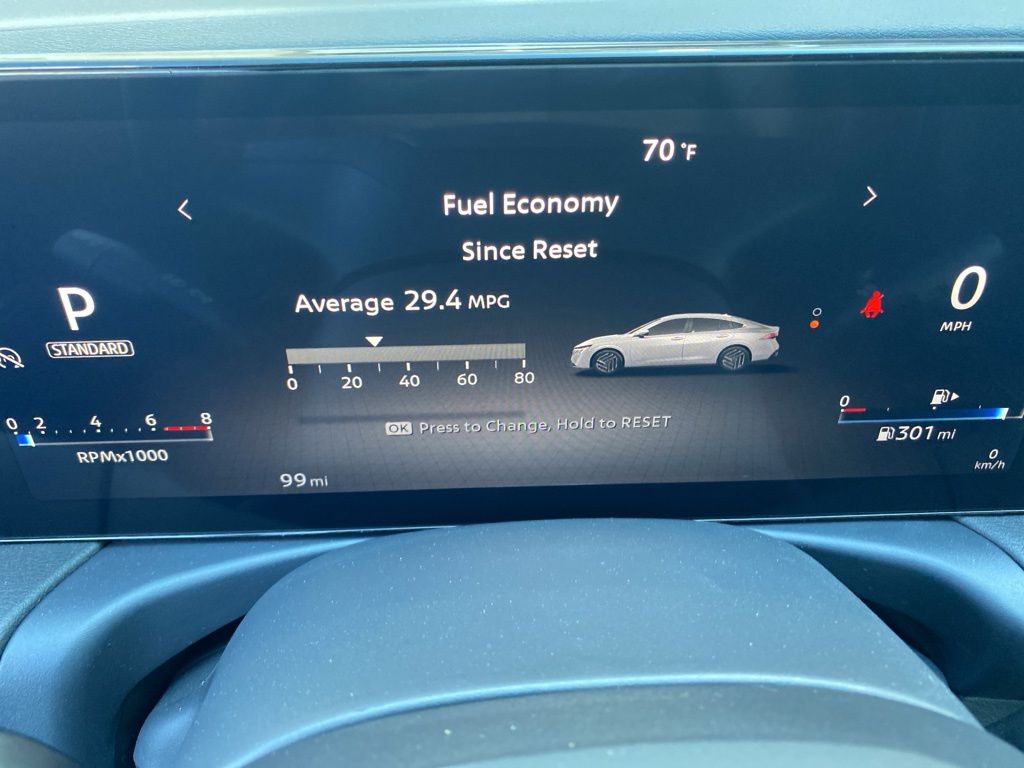 70 °F
Fuel Economy
Since Reset
P
STANDARD
Average 29.4 MPG
0 20 40 60 80
OK Press to Change, Hold to RESET
0
MPH
0 2 4 6 8
RPMx1000
0
301 mi
0
km/h
99 mi